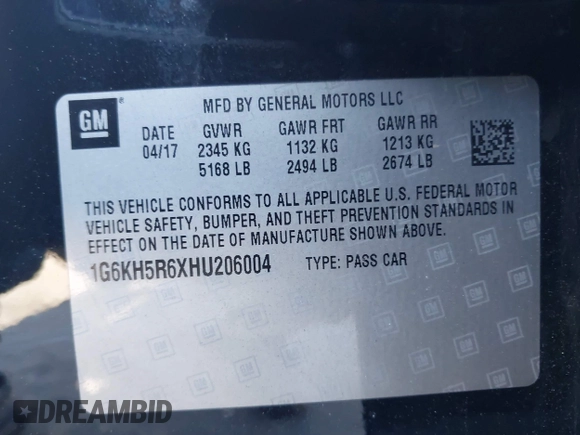 GM
MFD BY GENERAL MOTORS LLC
DATE GVWR GAWR FRT GAWR RR
04/17 2345 KG 1132 KG 1213 KG
5168 LB 2494 LB 2674 LB
THIS VEHICLE CONFORMS TO ALL APPLICABLE U.S. FEDERAL MOTOR
VEHICLE SAFETY, BUMPER, AND THEFT PREVENTION STANDARDS IN
EFFECT ON THE DATE OF MANUFACTURE SHOWN ABOVE.
1G6KH5R6XHU206004 TYPE: PASS CAR
DREAMBID